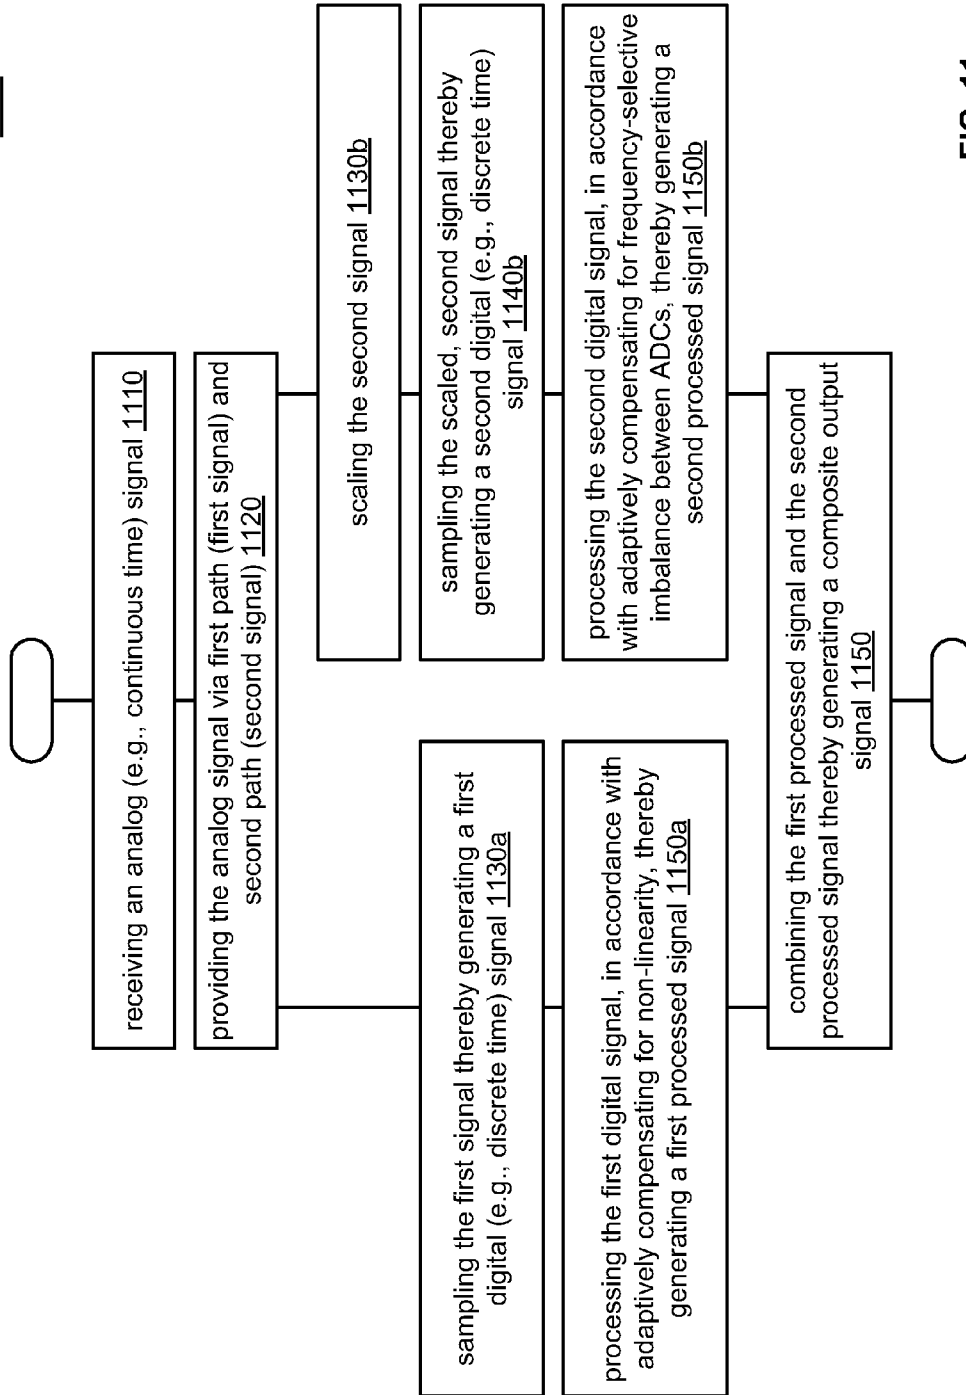 receiving an analog (e.g., continuous time) signal 1110
providing the analog signal via first path (first signal) and
second path (second signal) 1120
scaling the second signal 1130b
sampling the first signal thereby generating a first
digital (e.g., discrete time) signal 1130a
sampling the scaled, second signal thereby
generating a second digital (e.g., discrete time)
signal 1140b
processing the first digital signal, in accordance with
adaptively compensating for non-linearity, thereby
generating a first processed signal 1150a
processing the second digital signal, in accordance
with adaptively compensating for frequency-selective
imbalance between ADCs, thereby generating a
second processed signal 1150b
combining the first processed signal and the second
processed signal thereby generating a composite output
signal 1150